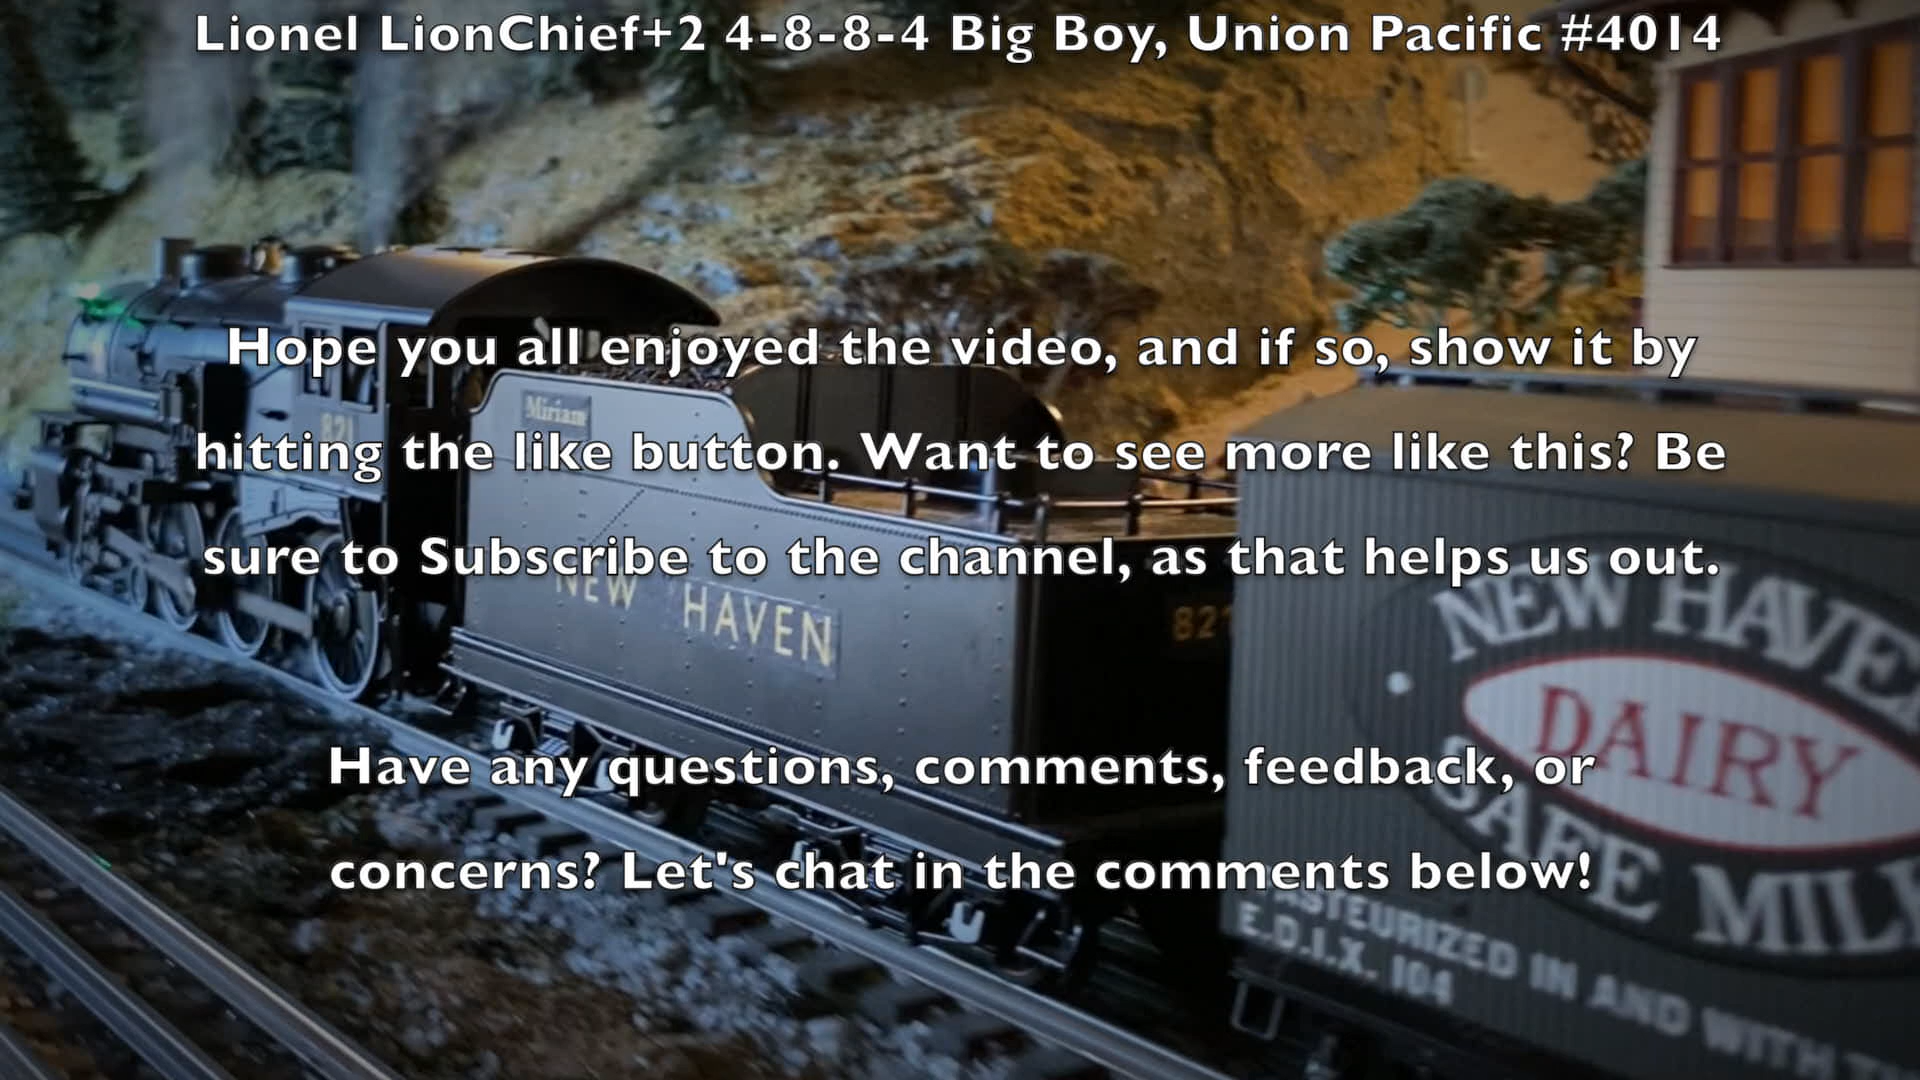 Lionel LionChief+2 4-8-8-4 Big Boy, Union Pacific #4014
Hope you all enjoyed the video, and if so, show it by
hitting the like button. Want to see more like this? Be
sure to Subscribe to the channel, as that helps us out.
Have any questions, comments, feedback, or
concerns? Let's chat in the comments below!
Miriam
821
NEW HAVEN
821
NEW HAVEN
DAIRY
SAFE MILK
PASTEURIZED IN AND WITH
E.D.I.X. 104